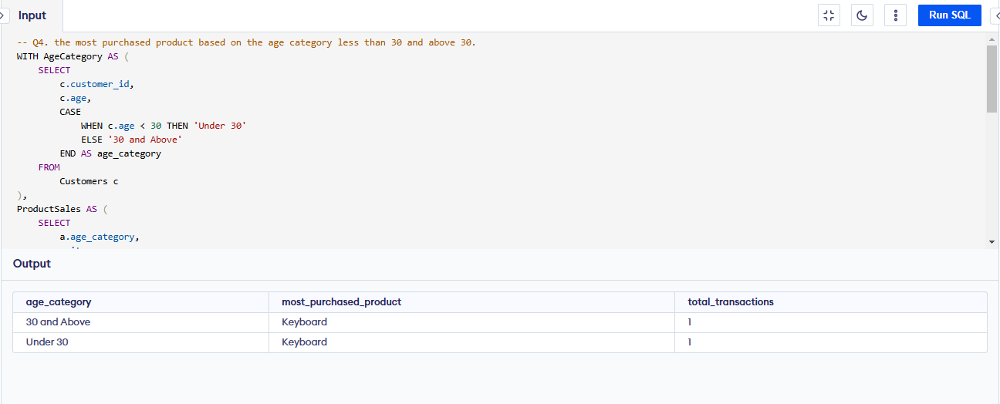 Input
Run SQL
-- Q4. the most purchased product based on the age category less than 30 and above 30.
WITH AgeCategory AS (
SELECT
c.customer_id,
c.age,
CASE
WHEN c.age < 30 THEN 'Under 30'
ELSE '30 and Above'
END AS age_category
FROM
Customers c
),
ProductSales AS (
SELECT
a.age_category,
Output
age_category most_purchased_product total_transactions
30 and Above Keyboard 1
Under 30 Keyboard 1